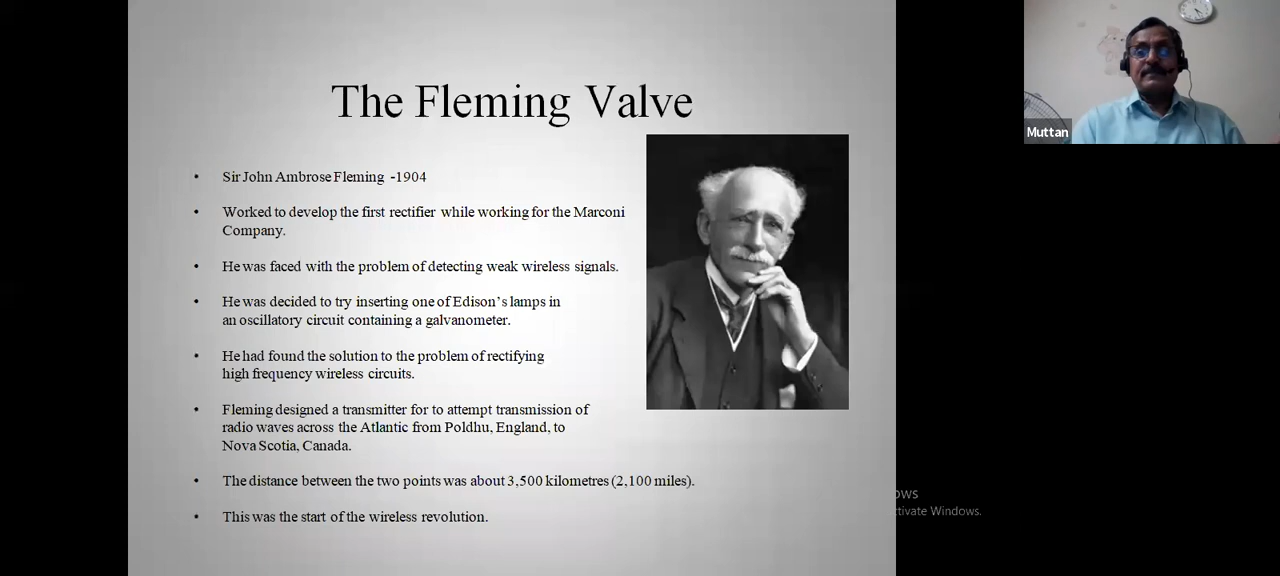 The Fleming Valve
• Sir John Ambrose Fleming -1904
• Worked to develop the first rectifier while working for the Marconi
Company.
• He was faced with the problem of detecting weak wireless signals.
• He was decided to try inserting one of Edison's lamps in
an oscillatory circuit containing a galvanometer.
• He had found the solution to the problem of rectifying
high frequency wireless circuits.
• Fleming designed a transmitter for to attempt transmission of
radio waves across the Atlantic from Poldhu, England, to
Nova Scotia, Canada.
• The distance between the two points was about 3,500 kilometres (2,100 miles).
• This was the start of the wireless revolution.
Muttan
ows
ctivate Windows.